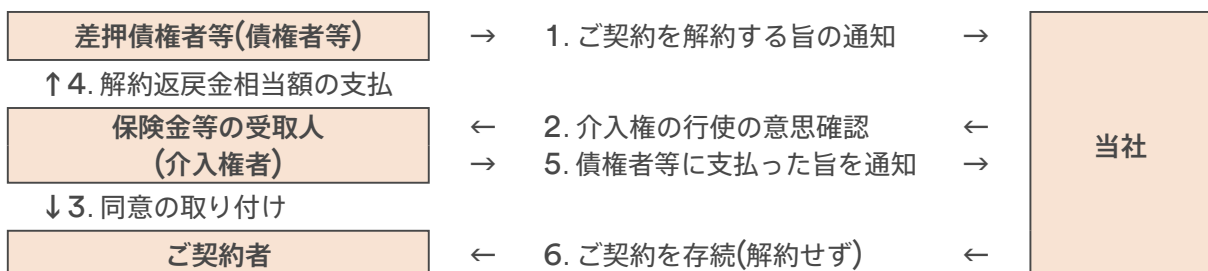 差押債権者等(債権者等) → 1. ご契約を解約する旨の通知 →
↑4. 解約返戻金相当額の支払
保険金等の受取人 ← 2. 介入権の行使の意思確認 ←
(介入権者) → 5. 債権者等に支払った旨を通知 →
当社
↓3. 同意の取り付け
ご契約者 ← 6. ご契約を存続(解約せず) ←